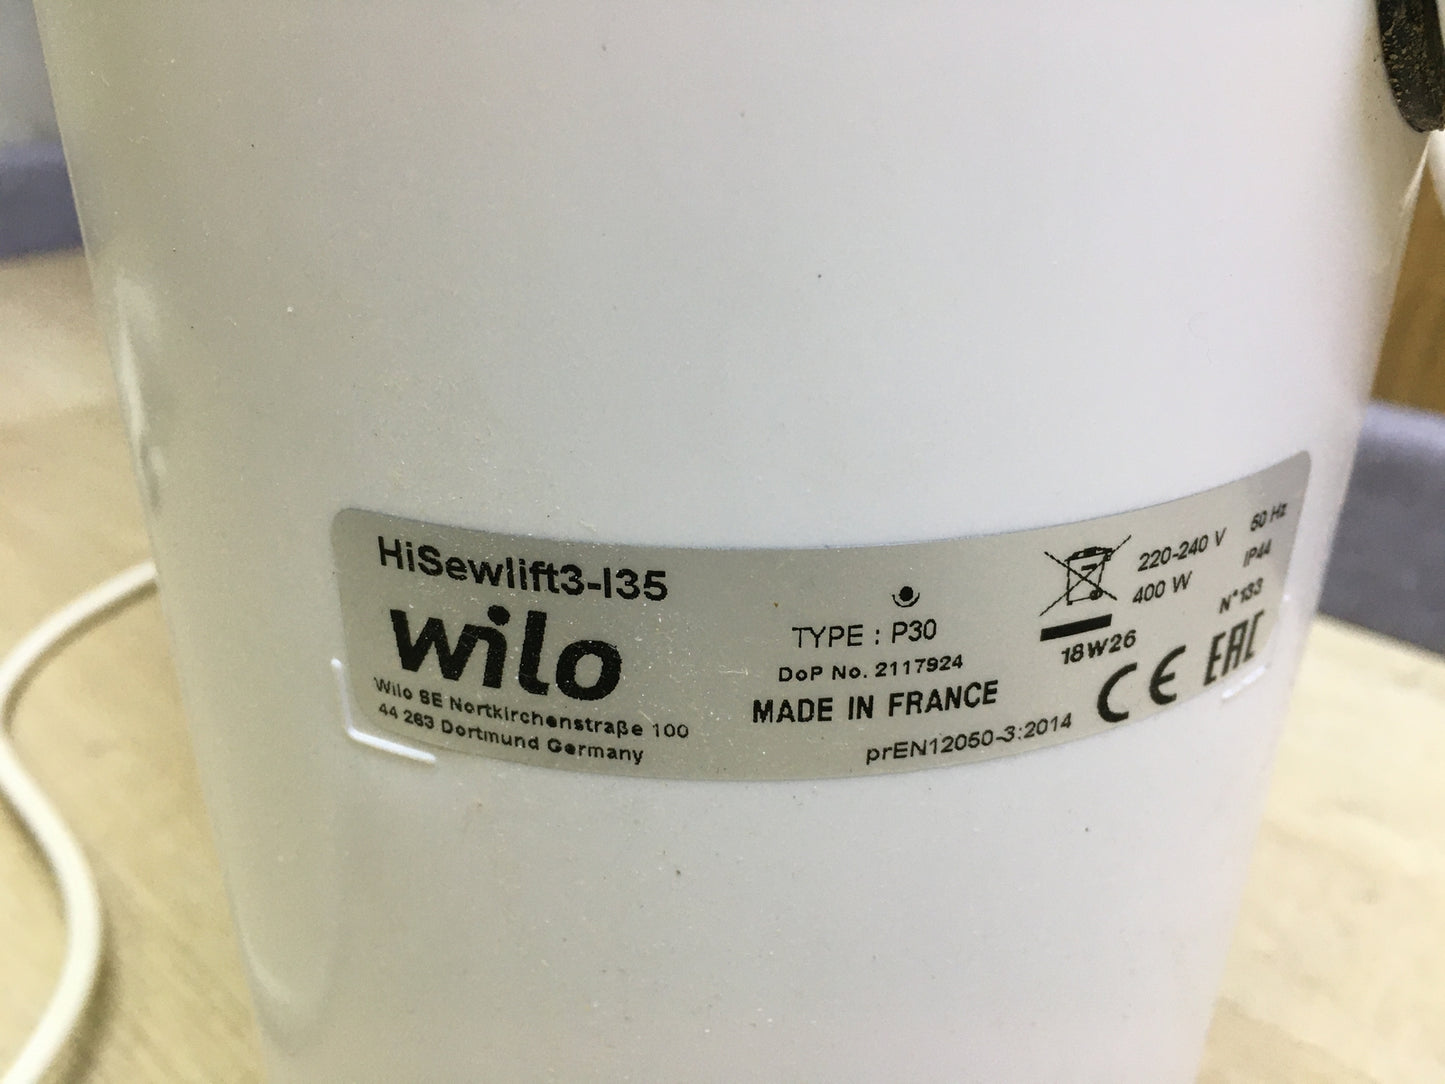 HiSewlift3-I35
wilo
Wilo SE Nortkirchenstraße 100
44 263 Dortmund Germany
TYPE : P30
DoP No. 2117924
MADE IN FRANCE
prEN12050-3:2014
220-240 V 50 Hz
400 W IP44
18W26 N°133
CE EAC